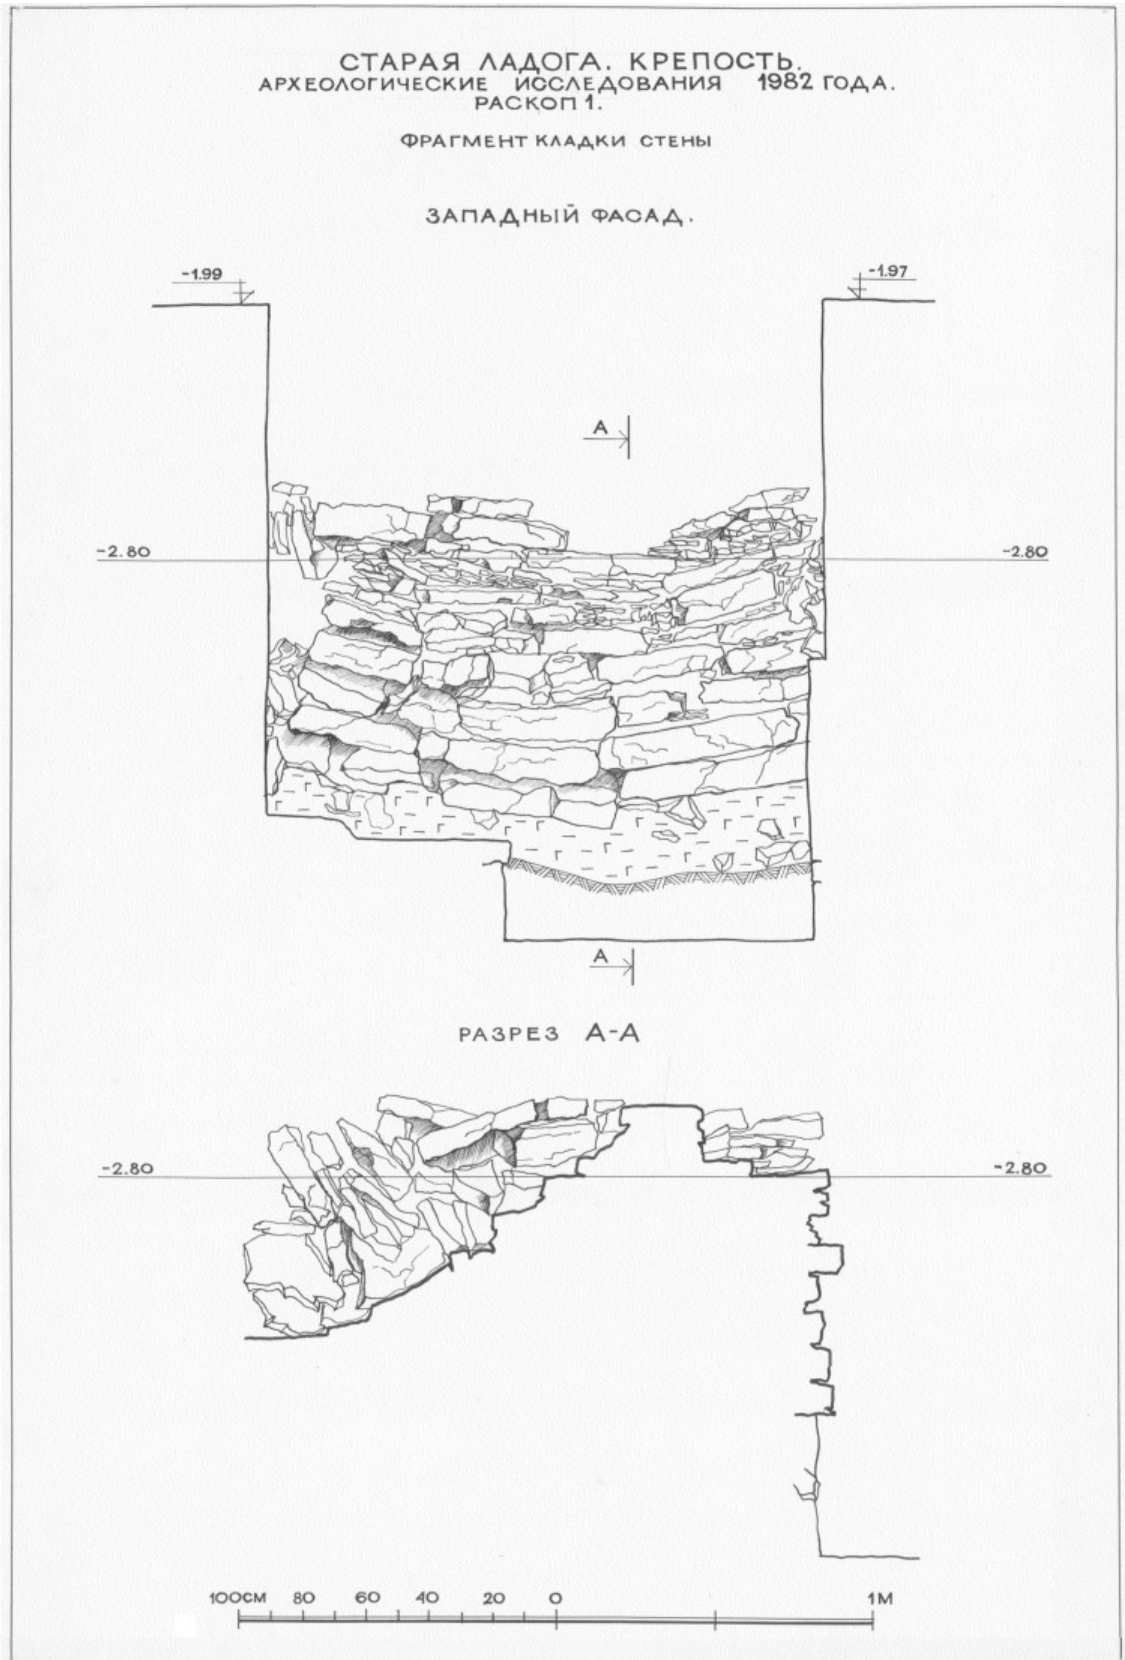 СТАРАЯ ЛАДОГА. КРЕПОСТЬ.
АРХЕОЛОГИЧЕСКИЕ ИССЛЕДОВАНИЯ 1982 ГОДА.
РАСКОП 1.
ФРАГМЕНТ КЛАДКИ СТЕНЫ
ЗАПАДНЫЙ ФАСАД.
-1.99 -1.97
А
-2.80 -2.80
А
РАЗРЕЗ А-А
-2.80 -2.80
100СМ 80 60 40 20 0 1М